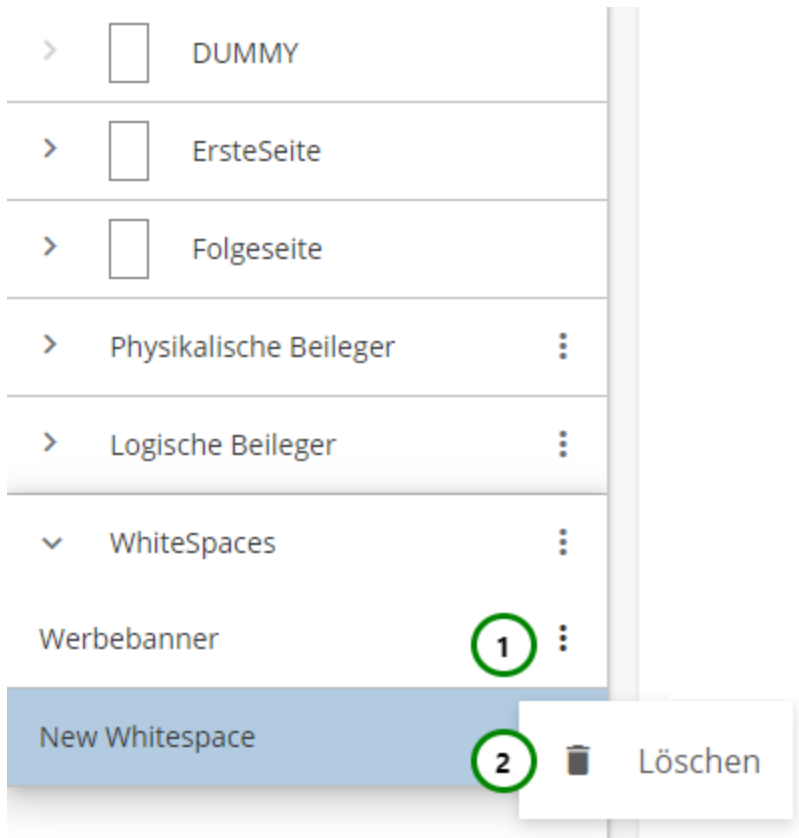 DUMMY
ErsteSeite
Folgeseite
Physikalische Beileger
Logische Beileger
WhiteSpaces
Werbebanner
1
New Whitespace
2
Löschen